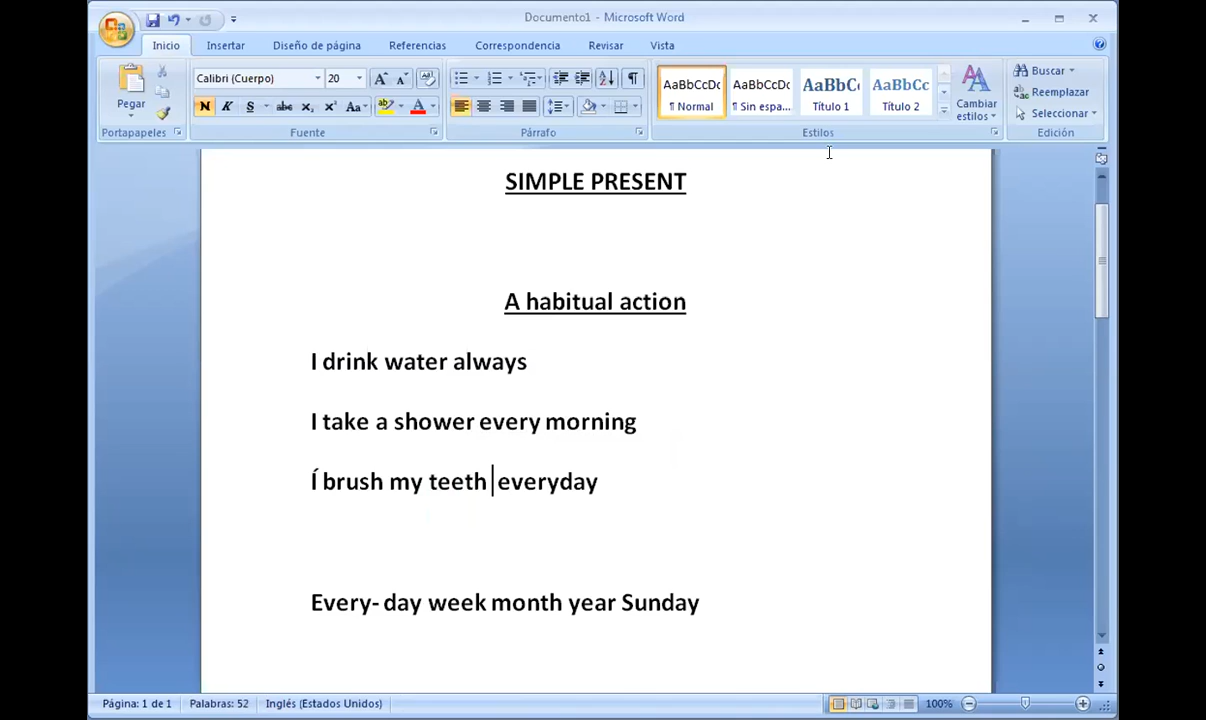 Documento1 - Microsoft Word
Inicio Insertar Diseño de página Referencias Correspondencia Revisar Vista
Pegar
Portapapeles
Calibri (Cuerpo) 20
N K S abc x₂ x² Aa
Fuente
Párrafo
AaBbCcDc AaBbCcDc AaBbC AaBbCc
¶ Normal ¶ Sin espa... Título 1 Título 2
Cambiar estilos
Estilos
Buscar
Reemplazar
Seleccionar
Edición
SIMPLE PRESENT
A habitual action
I drink water always
I take a shower every morning
Í brush my teeth everyday
Every- day week month year Sunday
Página: 1 de 1 Palabras: 52 Inglés (Estados Unidos) 100%